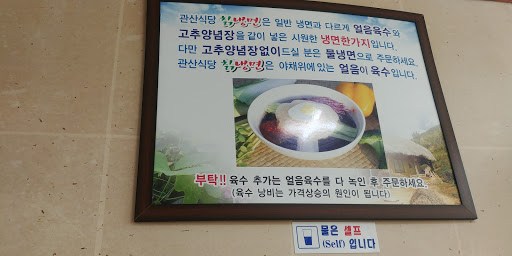 관산식당 칡냉면은 일반 냉면과 다르게 얼음육수와
고추양념장을 같이 넣은 시원한 냉면한가지입니다.
다만 고추양념장없이드실 분은 물냉면으로 주문하세요.
관산식당 칡냉면은 야채위에있는 얼음이 육수입니다.
부탁!! 육수 추가는 얼음육수를 다 녹인 후 주문하세요.
(육수 낭비는 가격상승의 원인이 됩니다)
물은 셀프
(Self) 입니다